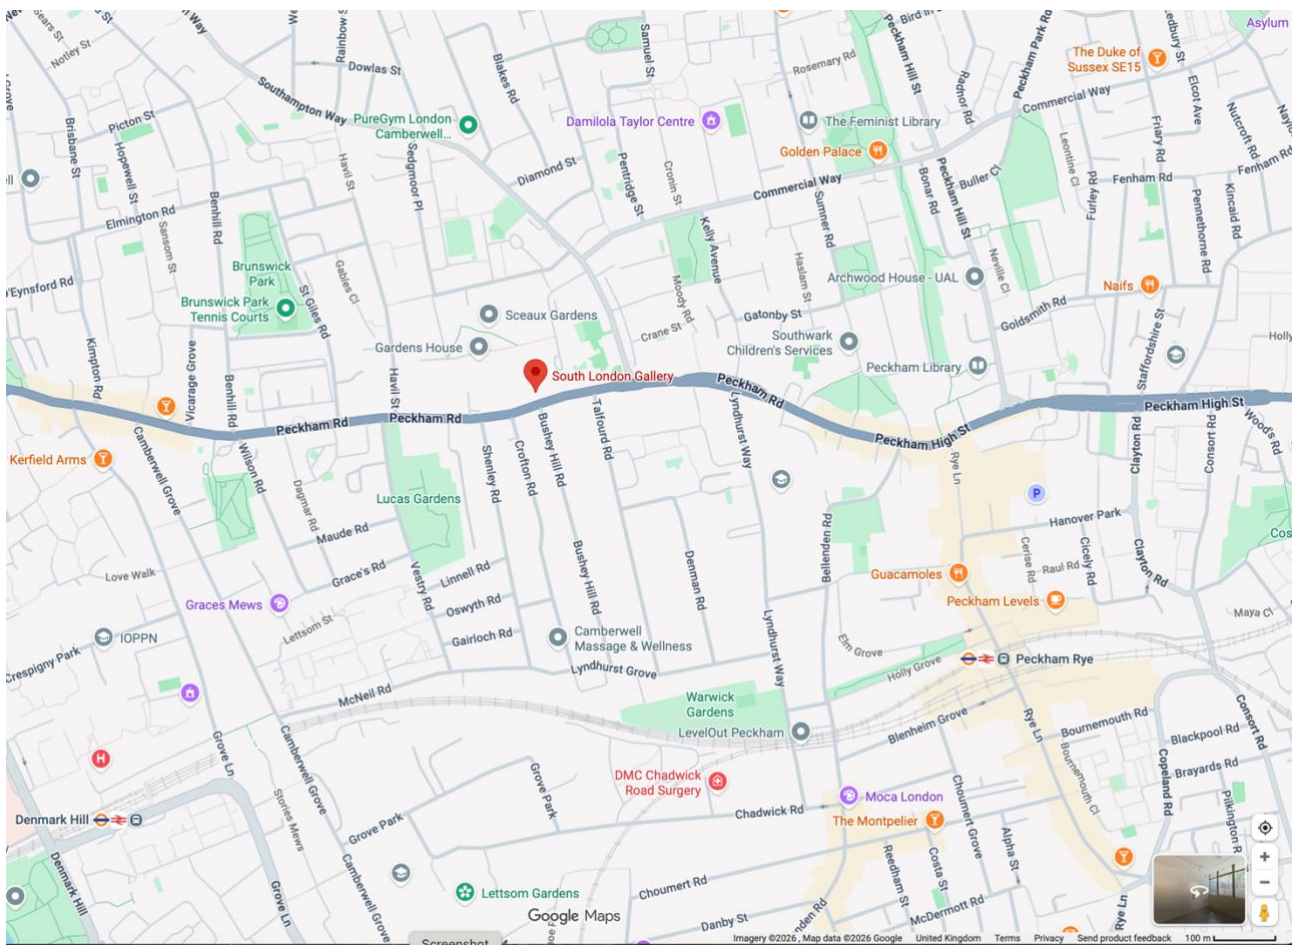 Sears St
Notley St
Southampton Way
Rainbow S
Dowlas St
Blakes Rd
Samuel St
Rosemary Rd
Bird in
Peckham Hill St
Radnor Rd
Peckham Park Rd
Ledbury St
Asylum
The Duke of
Sussex SE15
Elcot Ave
Commercial Way
Nutcroft Rd
Brisbane St
Picton St
Hopewell St
PureGym London
Camberwell...
Damilola Taylor Centre
The Feminist Library
Golden Palace
Friary Rd
Leontine Cl
Havil St
Sedgmoor Pl
Diamond St
Pentridge St
Cronin St
Commercial Way
Sumner Rd
Bonar Rd
Buller Cl
Peckham Hill St
Furley Rd
Fenham Rd
Fenham Rd
Pennethorne Rd
Kincaid Rd
Elmington Rd
Sansom St
Benhill Rd
Kelly Avenue
Haslam St
Neville Cl
O'Eynsford Rd
Brunswick
Park
Gables Cl
St Giles Rd
Archwood House - UAL
Naifs
Brunswick Park
Tennis Courts
Sceaux Gardens
Moody Rd
Crane St
Gatonby St
Goldsmith Rd
Staffordshire St
Holly
Kimpton Rd
Vicarage Grove
Gardens House
Southwark
Children's Services
Peckham Library
South London Gallery
Benhill Rd
Havil St
Peckham Rd
Peckham Rd
Peckham Rd
Peckham High St
Peckham High St
Kerfield Arms
Camberwell Grove
Wilson Rd
Shenley Rd
Crofton Rd
Bushey Hill Rd
Talfourd Rd
Lyndhurst Way
Rye Ln
Clayton Rd
Consort Rd
Wood's Rd
Dagmar Rd
Lucas Gardens
P
Maude Rd
Bellenden Rd
Hanover Park
Cos
Love Walk
Grace's Rd
Vestry Rd
Linnell Rd
Bushey Hill Rd
Denman Rd
Guacamoles
Cerise Rd
Raul Rd
Cicely Rd
Clayton Rd
Graces Mews
Oswyth Rd
Peckham Levels
Maya Cl
Lettsom St
IOPPN
Gairloch Rd
Camberwell
Massage & Wellness
Lyndhurst Way
Elm Grove
Crespigny Park
Lyndhurst Grove
Holly Grove
Peckham Rye
McNeil Rd
Warwick
Gardens
LevelOut Peckham
Blenheim Grove
Rye Ln
Bournemouth Rd
Consort Rd
Blackpool Rd
H
Grove Ln
Camberwell Grove
Grove Park
DMC Chadwick
Road Surgery
Bournemouth Cl
Copeland Rd
Brayards Rd
Denmark Hill
Stories Mews
Grove Park
Chadwick Rd
Moca London
The Montpelier
Choumert Grove
Alpha St
Pilkington R
Denmark Hill
Grove Ln
Camberwell Grove
Lettsom Gardens
Choumert Rd
Reedham St
Costa St
McDermott Rd
Rye Ln
Google Maps
Danby St
Screenshot
Imagery ©2026 , Map data ©2026 Google
United Kingdom
Terms
Privacy
Send product feedback
100 m